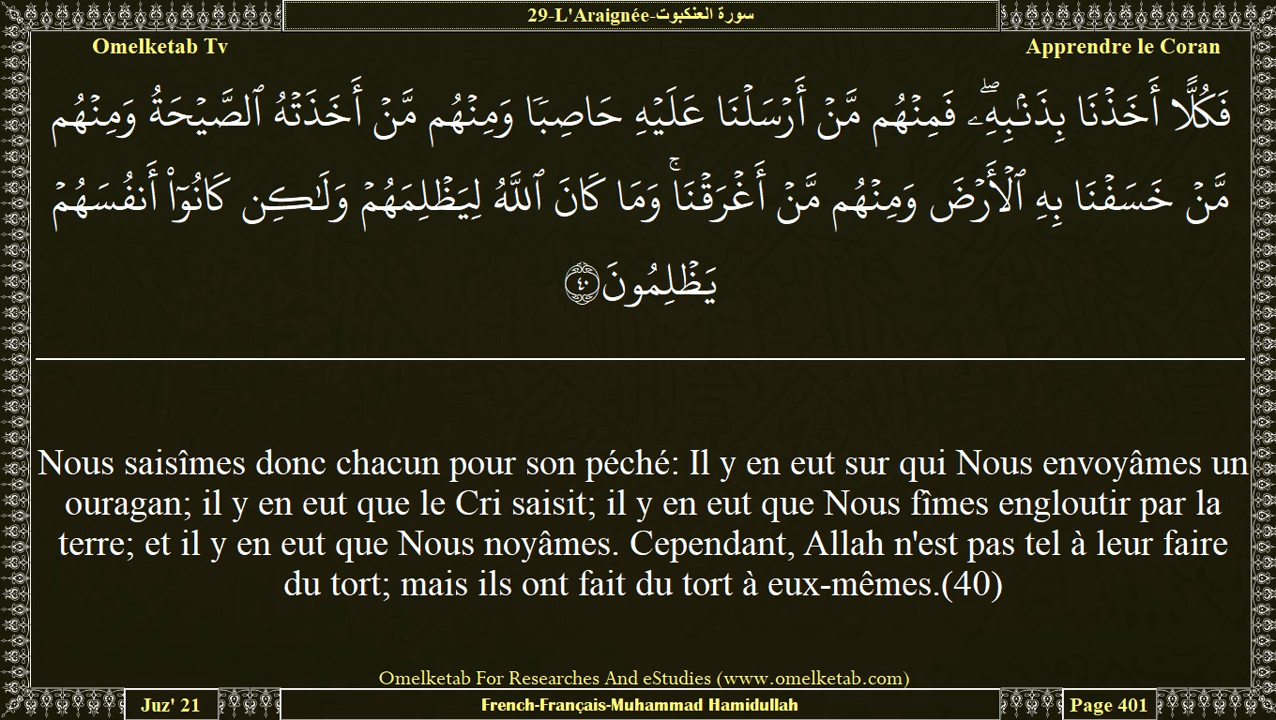 29-L'Araignée-سورة العنكبوت
Omelketab Tv
Apprendre le Coran
فَكُلًّا أَخَذْنَا بِذَنۢبِهِۦۖ فَمِنْهُم مَّنْ أَرْسَلْنَا عَلَيْهِ حَاصِبًا وَمِنْهُم مَّنْ أَخَذَتْهُ ٱلصَّيْحَةُ وَمِنْهُم
مَّنْ خَسَفْنَا بِهِ ٱلْأَرْضَ وَمِنْهُم مَّنْ أَغْرَقْنَاۚ وَمَا كَانَ ٱللَّهُ لِيَظْلِمَهُمْ وَلَـٰكِن كَانُوٓا۟ أَنفُسَهُمْ
يَظْلِمُونَ ٤٠
Nous saisîmes donc chacun pour son péché: Il y en eut sur qui Nous envoyâmes un
ouragan; il y en eut que le Cri saisit; il y en eut que Nous fîmes engloutir par la
terre; et il y en eut que Nous noyâmes. Cependant, Allah n'est pas tel à leur faire
du tort; mais ils ont fait du tort à eux-mêmes.(40)
Omelketab For Researches And eStudies (www.omelketab.com)
Juz' 21
French-Français-Muhammad Hamidullah
Page 401